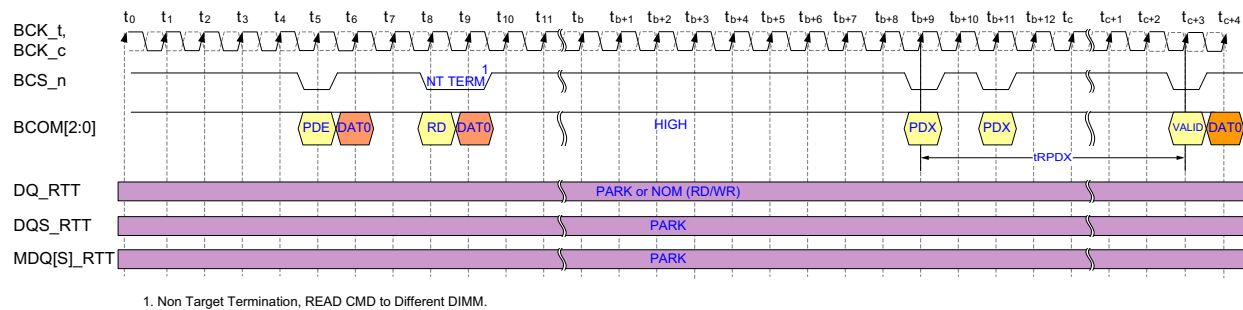 t0 t1 t2 t3 t4 t5 t6 t7 t8 t9 t10 t11 tb tb+1 tb+2 tb+3 tb+4 tb+5 tb+6 tb+7 tb+8 tb+9 tb+10 tb+11 tb+12 tc tc+1 tc+2 tc+3 tc+4
BCK_t,
BCK_c
BCS_n NT TERM 1
BCOM[2:0] PDE DAT0 RD DAT0 HIGH PDX PDX VALID DAT0
tRPDX
DQ_RTT PARK or NOM (RD/WR)
DQS_RTT PARK
MDQ[S]_RTT PARK
1. Non Target Termination, READ CMD to Different DIMM.